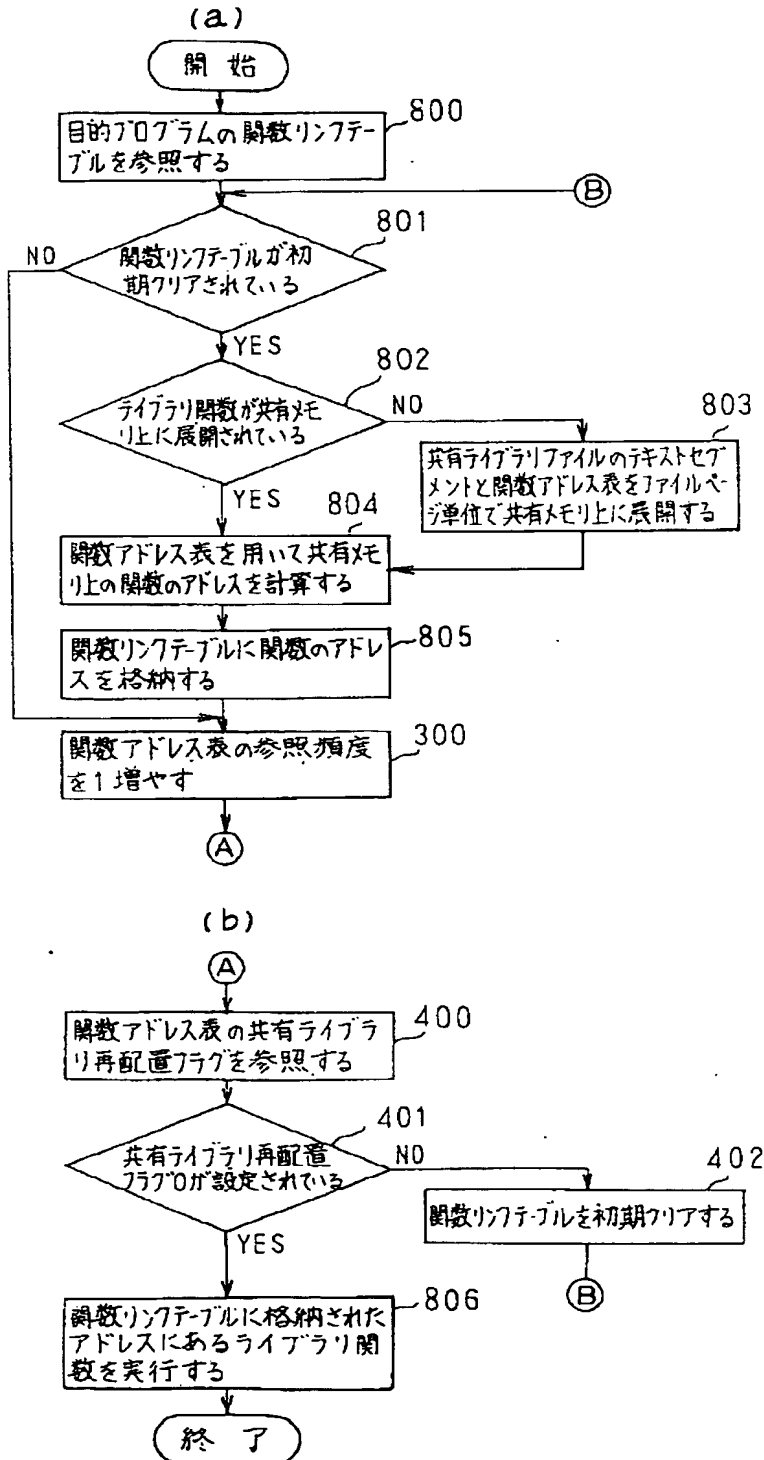 (a)
開始
目的プログラムの関数リンクテー
ブルを参照する
800
B
801
NO
関数リンクテーブルが初
期クリアされている
YES
802
ライブラリ関数が共有メモ
リ上に展開されている
NO
803
共有ライブラリファイルのテキストセグ
メントと関数アドレス表をファイルペー
ジ単位で共有メモリ上に展開する
YES
804
関数アドレス表を用いて共有メモ
リ上の関数のアドレスを計算する
関数リンクテーブルに関数のアドレ
スを格納する
805
関数アドレス表の参照頻度
を1増やす
300
A
(b)
A
関数アドレス表の共有ライブラ
リ再配置フラグを参照する
400
401
共有ライブラリ再配置
フラグ0が設定されている
NO
402
関数リンクテーブルを初期クリアする
YES
B
関数リンクテーブルに格納された
アドレスにあるライブラリ関
数を実行する
806
終了